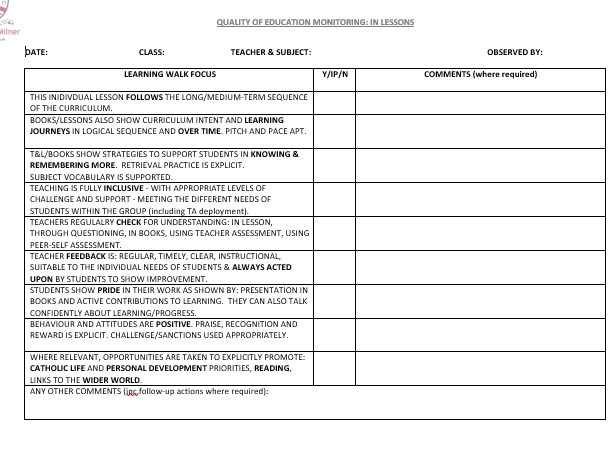 Milner
QUALITY OF EDUCATION MONITORING: IN LESSONS
DATE: CLASS: TEACHER & SUBJECT: OBSERVED BY:
LEARNING WALK FOCUS Y/IP/N COMMENTS (where required)
THIS INIDIVDUAL LESSON FOLLOWS THE LONG/MEDIUM-TERM SEQUENCE
OF THE CURRICULUM.
BOOKS/LESSONS ALSO SHOW CURRICULUM INTENT AND LEARNING
JOURNEYS IN LOGICAL SEQUENCE AND OVER TIME. PITCH AND PACE APT.
T&L/BOOKS SHOW STRATEGIES TO SUPPORT STUDENTS IN KNOWING &
REMEMBERING MORE. RETRIEVAL PRACTICE IS EXPLICIT.
SUBJECT VOCABULARY IS SUPPORTED.
TEACHING IS FULLY INCLUSIVE - WITH APPROPRIATE LEVELS OF
CHALLENGE AND SUPPORT - MEETING THE DIFFERENT NEEDS OF
STUDENTS WITHIN THE GROUP (including TA deployment).
TEACHERS REGULALRY CHECK FOR UNDERSTANDING: IN LESSON,
THROUGH QUESTIONING, IN BOOKS, USING TEACHER ASSESSMENT, USING
PEER-SELF ASSESSMENT.
TEACHER FEEDBACK IS: REGULAR, TIMELY, CLEAR, INSTRUCTIONAL,
SUITABLE TO THE INDIVIDUAL NEEDS OF STUDENTS & ALWAYS ACTED
UPON BY STUDENTS TO SHOW IMPROVEMENT.
STUDENTS SHOW PRIDE IN THEIR WORK AS SHOWN BY: PRESENTATION IN
BOOKS AND ACTIVE CONTRIBUTIONS TO LEARNING. THEY CAN ALSO TALK
CONFIDENTLY ABOUT LEARNING/PROGRESS.
BEHAVIOUR AND ATTITUDES ARE POSITIVE. PRAISE, RECOGNITION AND
REWARD IS EXPLICIT. CHALLENGE/SANCTIONS USED APPROPRIATELY.
WHERE RELEVANT, OPPORTUNITIES ARE TAKEN TO EXPLICITLY PROMOTE:
CATHOLIC LIFE AND PERSONAL DEVELOPMENT PRIORITIES, READING,
LINKS TO THE WIDER WORLD.
ANY OTHER COMMENTS (inc follow-up actions where required):